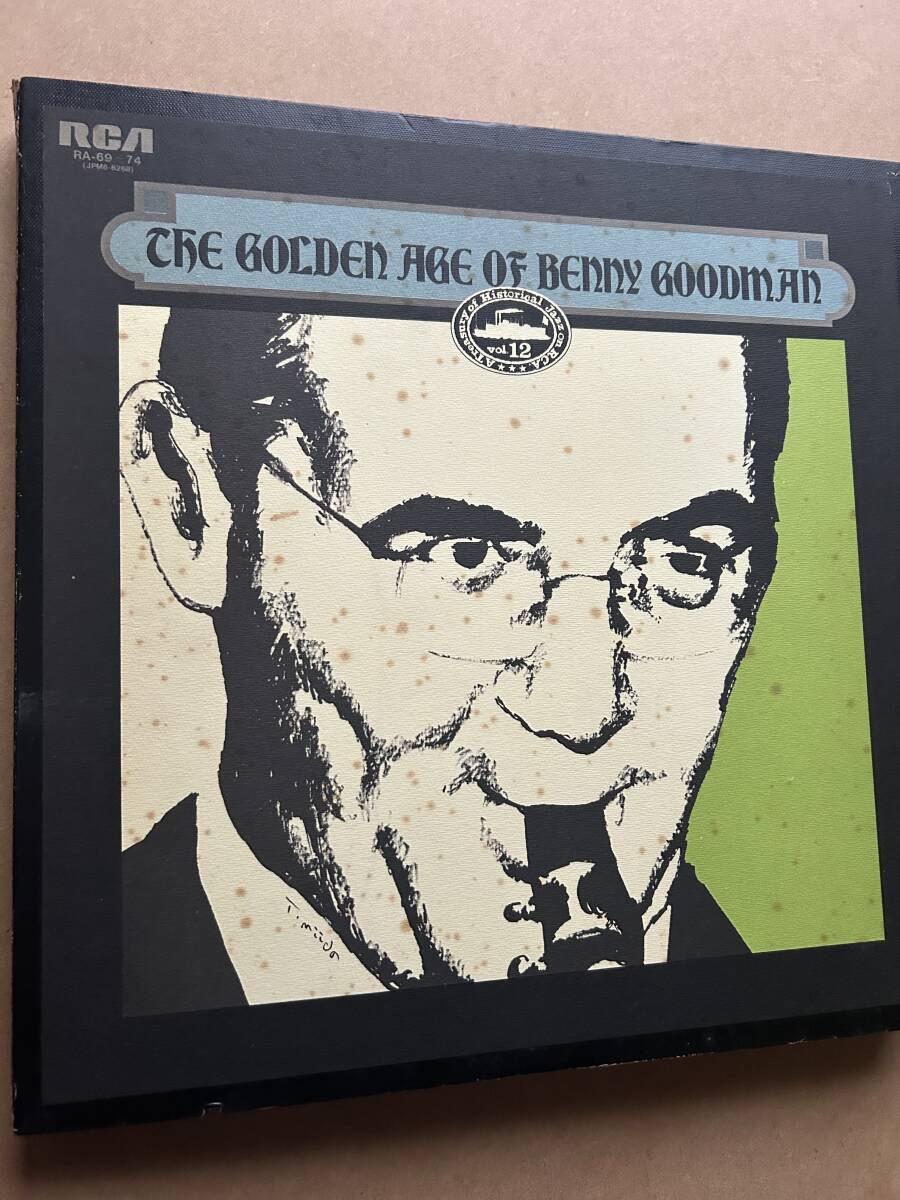 RCA
RA-69~74
(JPM6-6268)
THE GOLDEN AGE OF BENNY GOODMAN
A Treasury of Historical Jazz on RCA
vol. 12
T. Miida